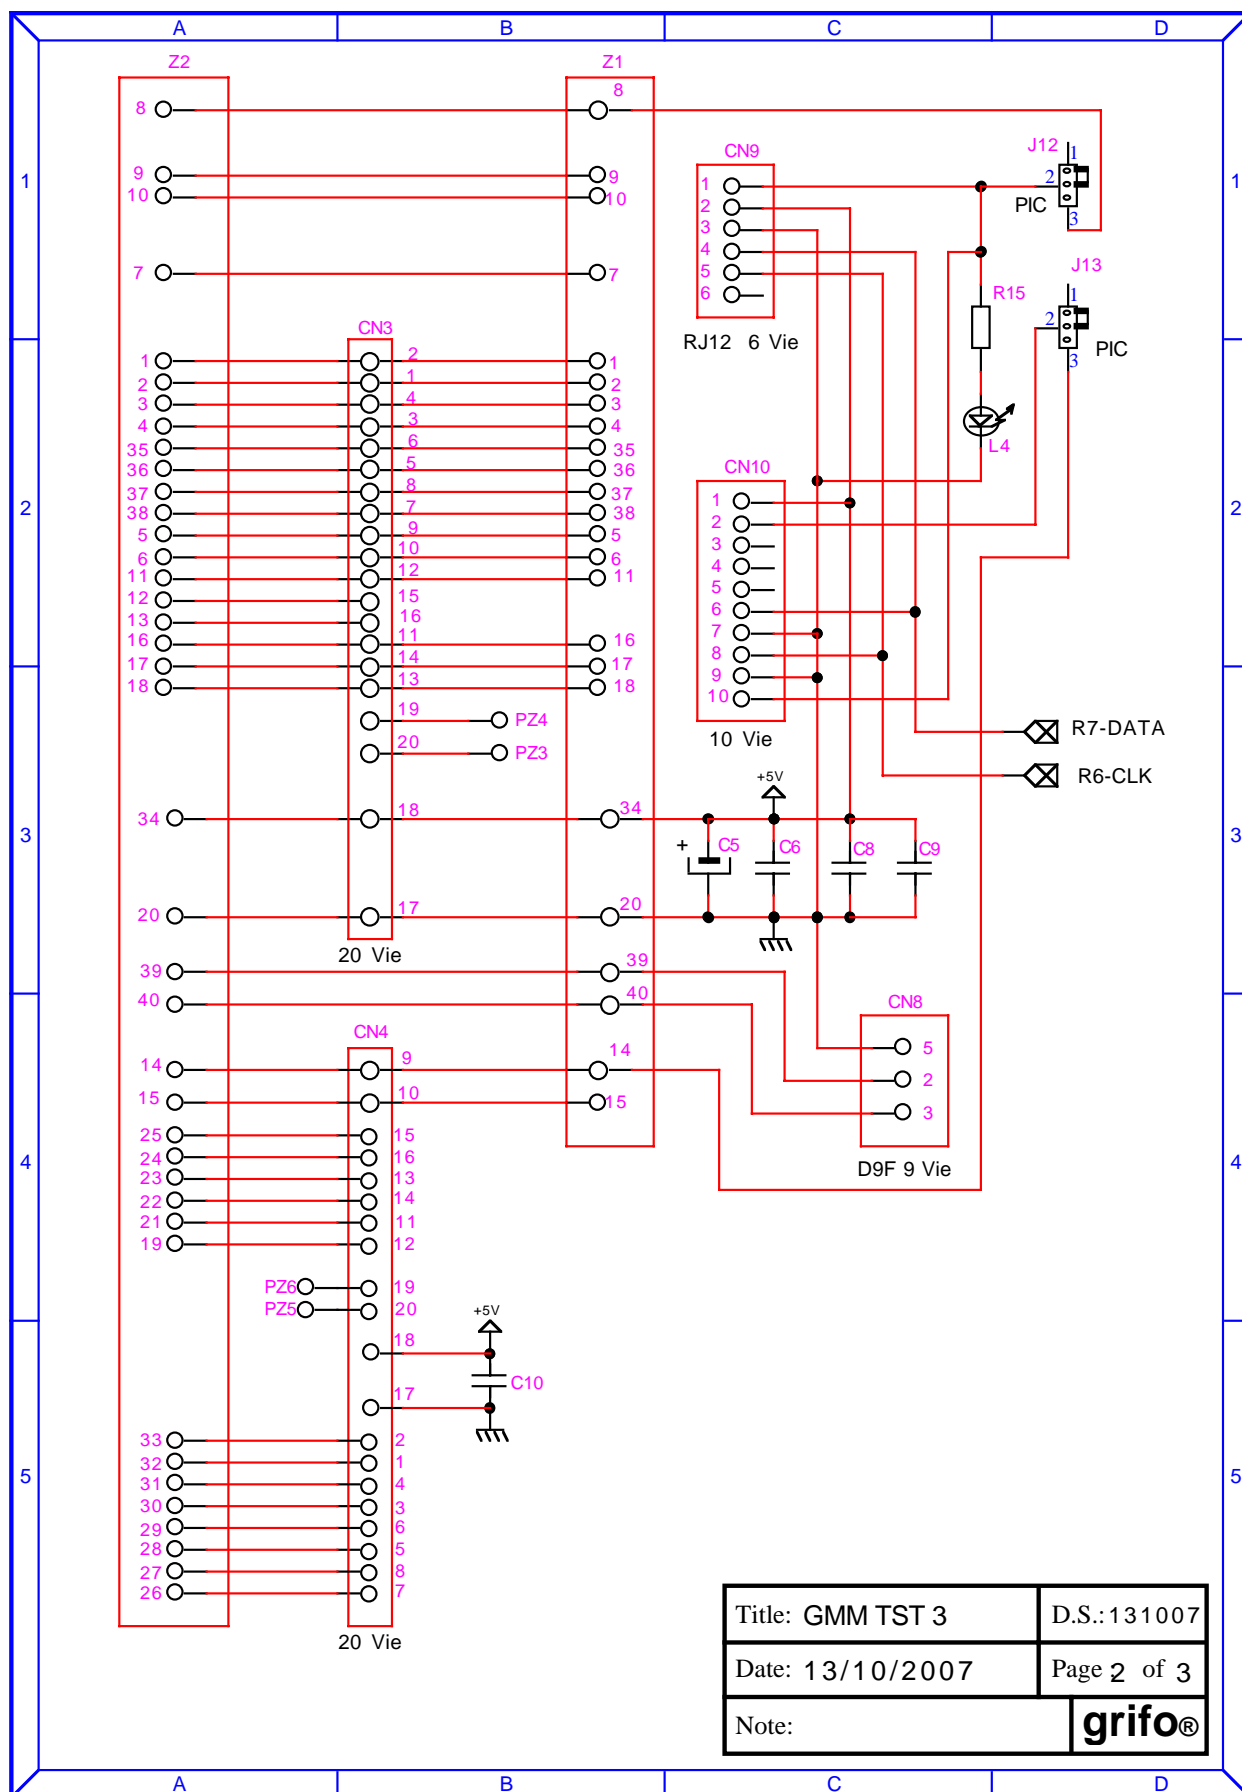 A B C D
Z2 Z1
8 8
J12
CN9
1 1
9 9 1 2
10 10 2 PIC
3 3
4
7 7 5 J13
6 R15 1
CN3 2
RJ12 6 Vie
PIC
1 2 1 3
2 1 2
3 4 3
4 3 4
35 6 35 L4
36 5 36 CN10
37 8 37 1
2 38 7 38 2 2
5 9 5 3
6 10 6 4
11 12 11 5
12 15 6
13 16 7
16 11 16 8
17 14 17 9
18 13 18 10
19 PZ4 10 Vie R7-DATA
20 PZ3 R6-CLK
+5V
34 18 34
3 + C5 C6 C8 C9 3
20 17 20
20 Vie
39 39
40 40 CN8
CN4 5
14 9 14 2
15 10 15 3
25 15
4 24 16 D9F 9 Vie 4
23 13
22 14
21 11
19 12
PZ6 19
PZ5 20
+5V
18
C10
17
33 2
32 1
5 31 4 5
30 3
29 6
28 5
27 8
26 7
20 Vie
Title: GMM TST 3 D.S.:131007
Date: 13/10/2007 Page 2 of 3
Note: grifo®
A B C D